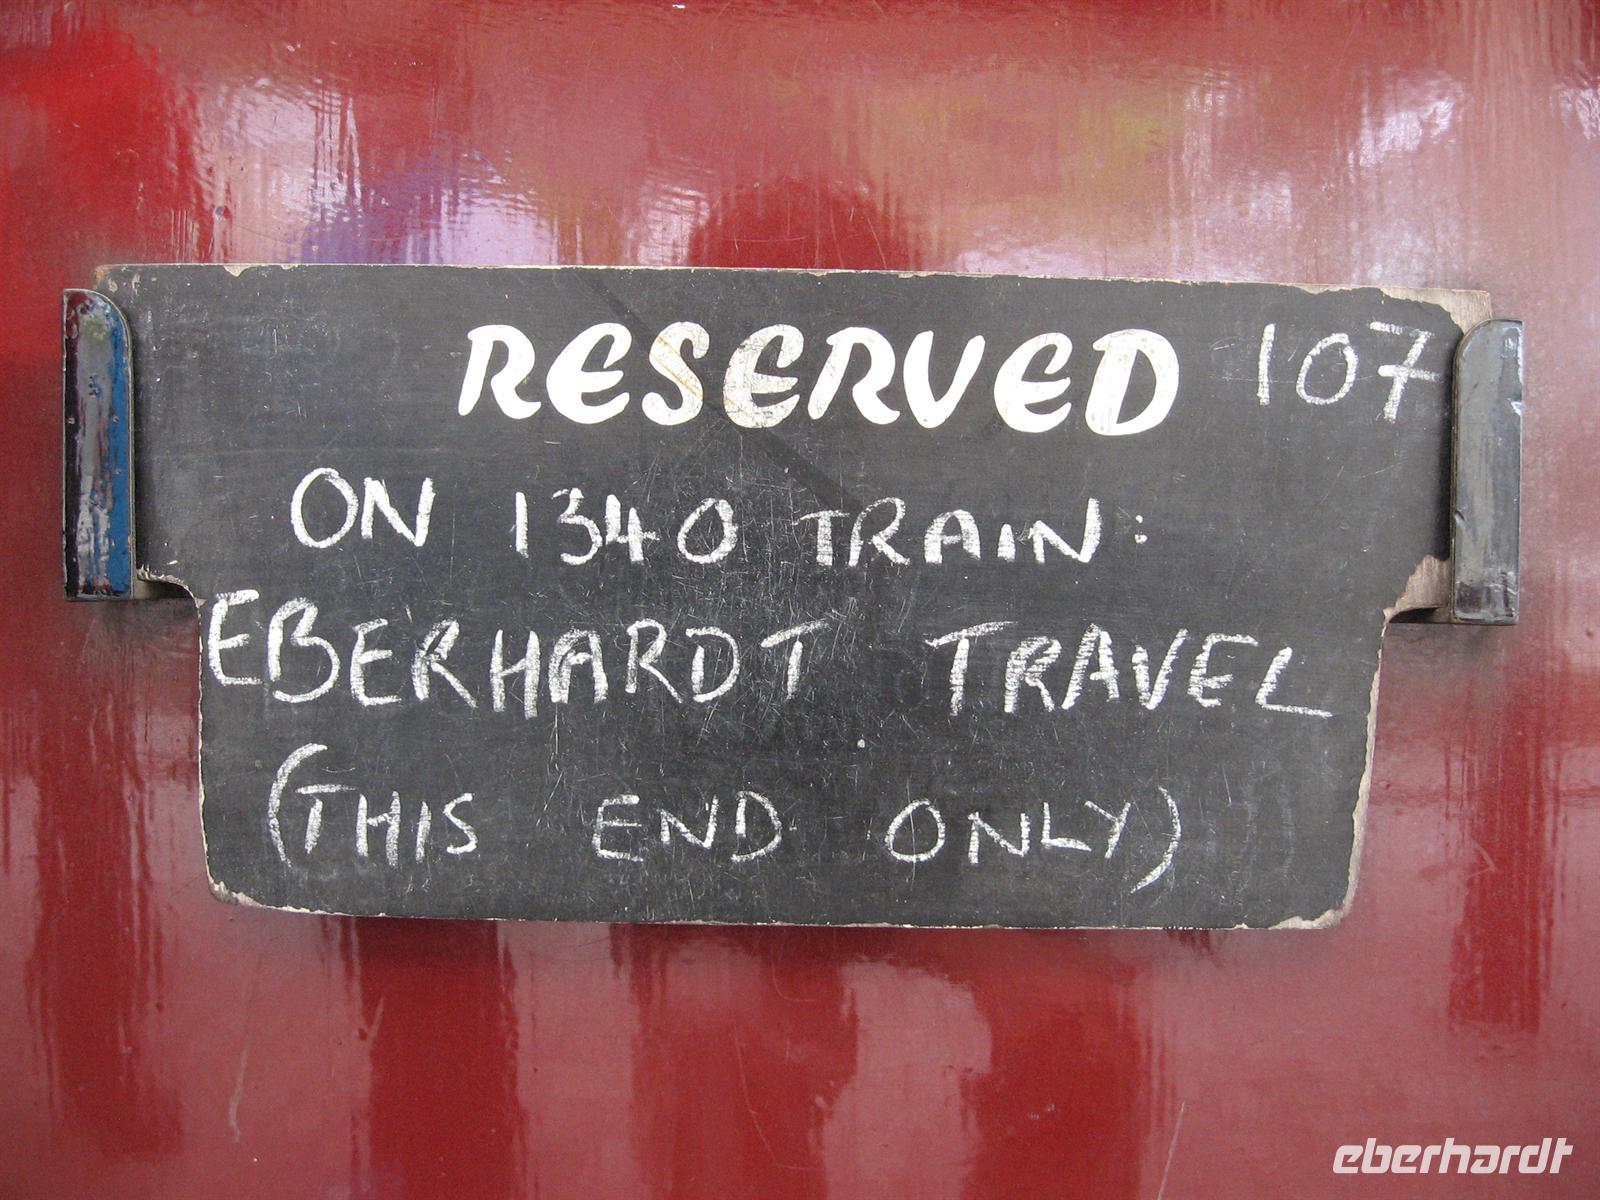 RESERVED 107
ON 1340 TRAIN:
EBERHARDT TRAVEL
(THIS END ONLY)
eberhardt